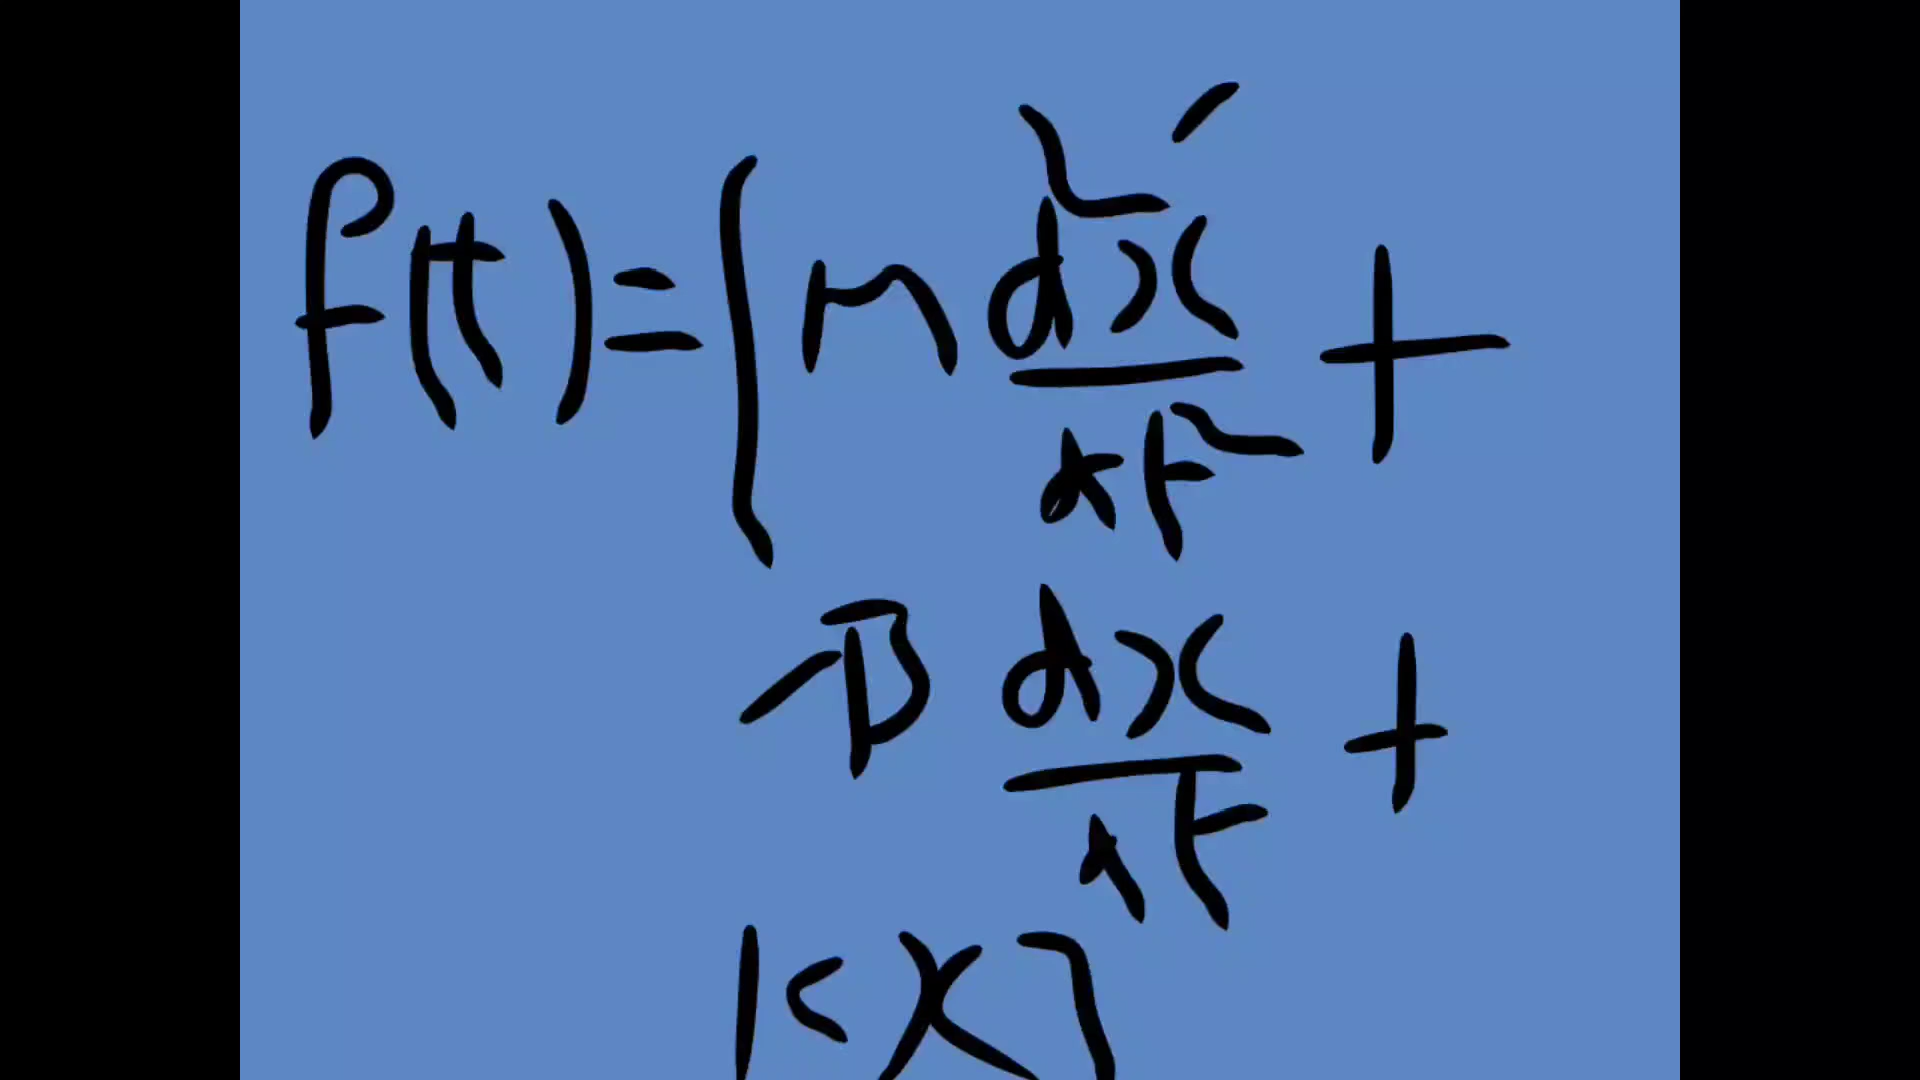 f(t) = [M d²x/dt² +
B dx/dt +
Kx]